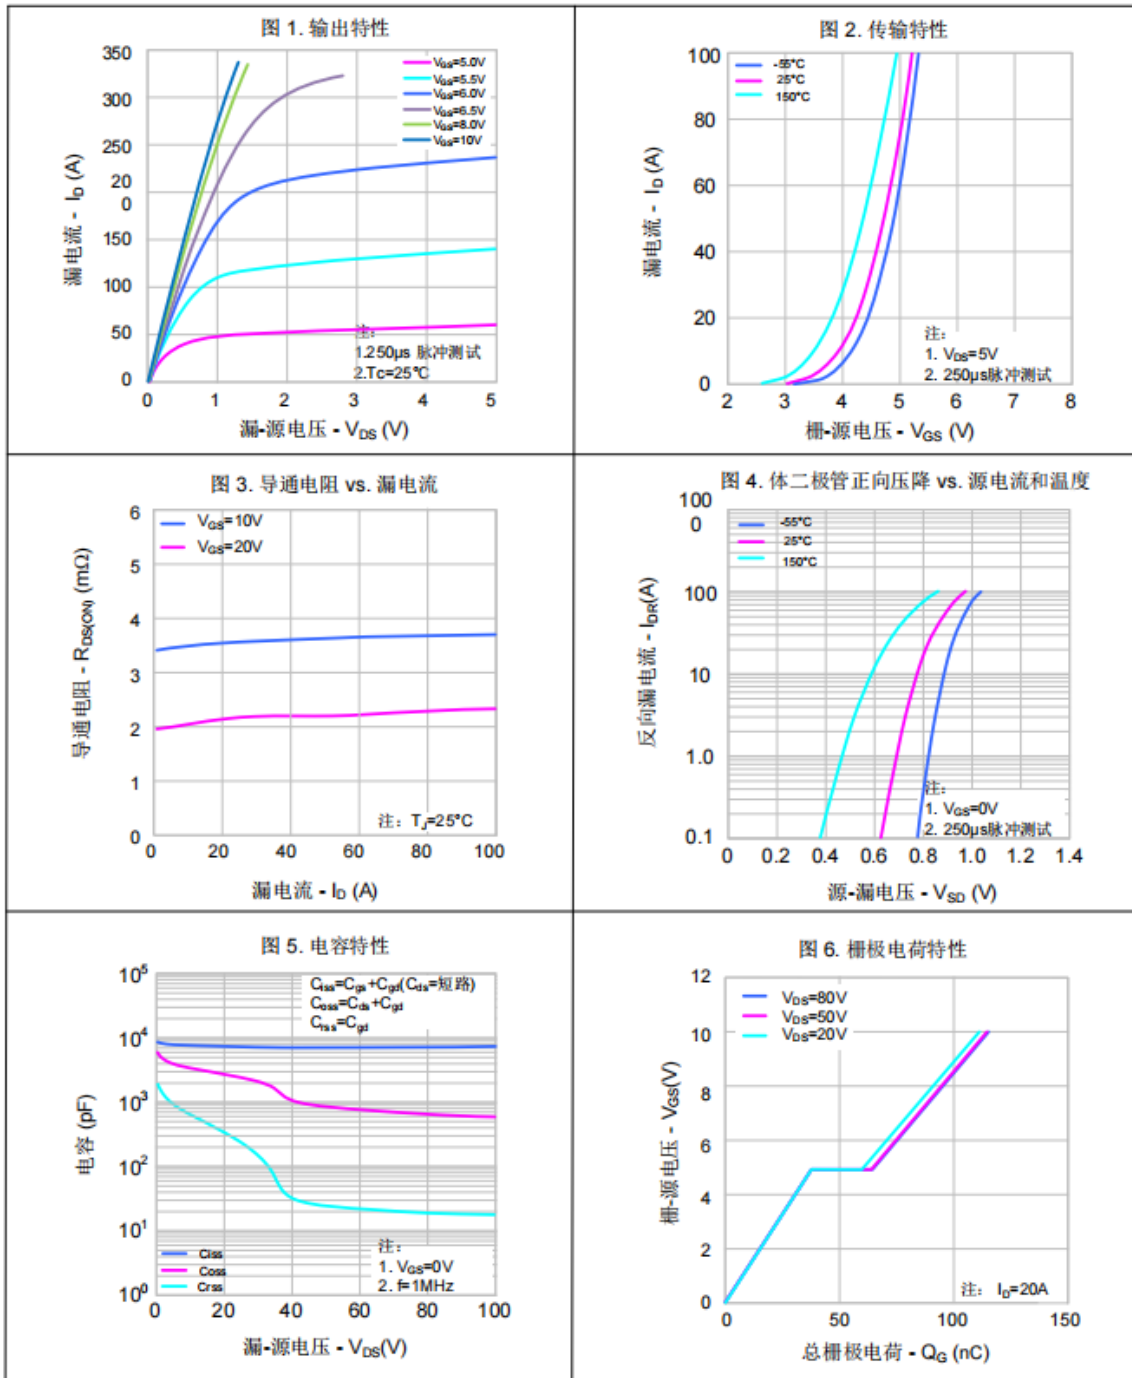 图 1. 输出特性
350
300
250
20
0
150
100
50
0
漏电流 - ID (A)
VGS=5.0V
VGS=5.5V
VGS=6.0V
VGS=6.5V
VGS=8.0V
VGS=10V
注:
1.250μs 脉冲测试
2.Tc=25℃
0 1 2 3 4 5
漏-源电压 - VDS (V)
图 2. 传输特性
100
80
60
40
20
0
漏电流 - ID (A)
-55°C
25°C
150°C
注:
1. VDS=5V
2. 250μs脉冲测试
2 3 4 5 6 7 8
栅-源电压 - VGS (V)
图 3. 导通电阻 vs. 漏电流
6
5
4
3
2
1
0
导通电阻 - RDS(ON) (mΩ)
VGS=10V
VGS=20V
注: TJ=25°C
0 20 40 60 80 100
漏电流 - ID (A)
图 4. 体二极管正向压降 vs. 源电流和温度
100
0
100
10
1.0
0.1
反向漏电流 - IDR(A)
-55°C
25°C
150°C
注:
1. VGS=0V
2. 250μs脉冲测试
0 0.2 0.4 0.6 0.8 1.0 1.2 1.4
源-漏电压 - VSD (V)
图 5. 电容特性
10⁵
10⁴
10³
10²
10¹
10⁰
电容 (pF)
Ciss=Cgs+Cgd(Cds=短路)
Coss=Cds+Cgd
Crss=Cgd
Ciss
Coss
Crss
注:
1. VGS=0V
2. f=1MHz
0 20 40 60 80 100
漏-源电压 - VDS(V)
图 6. 栅极电荷特性
12
10
8
6
4
2
0
栅-源电压 - VGS(V)
VDS=80V
VDS=50V
VDS=20V
注: ID=20A
0 50 100 150
总栅极电荷 - QG (nC)